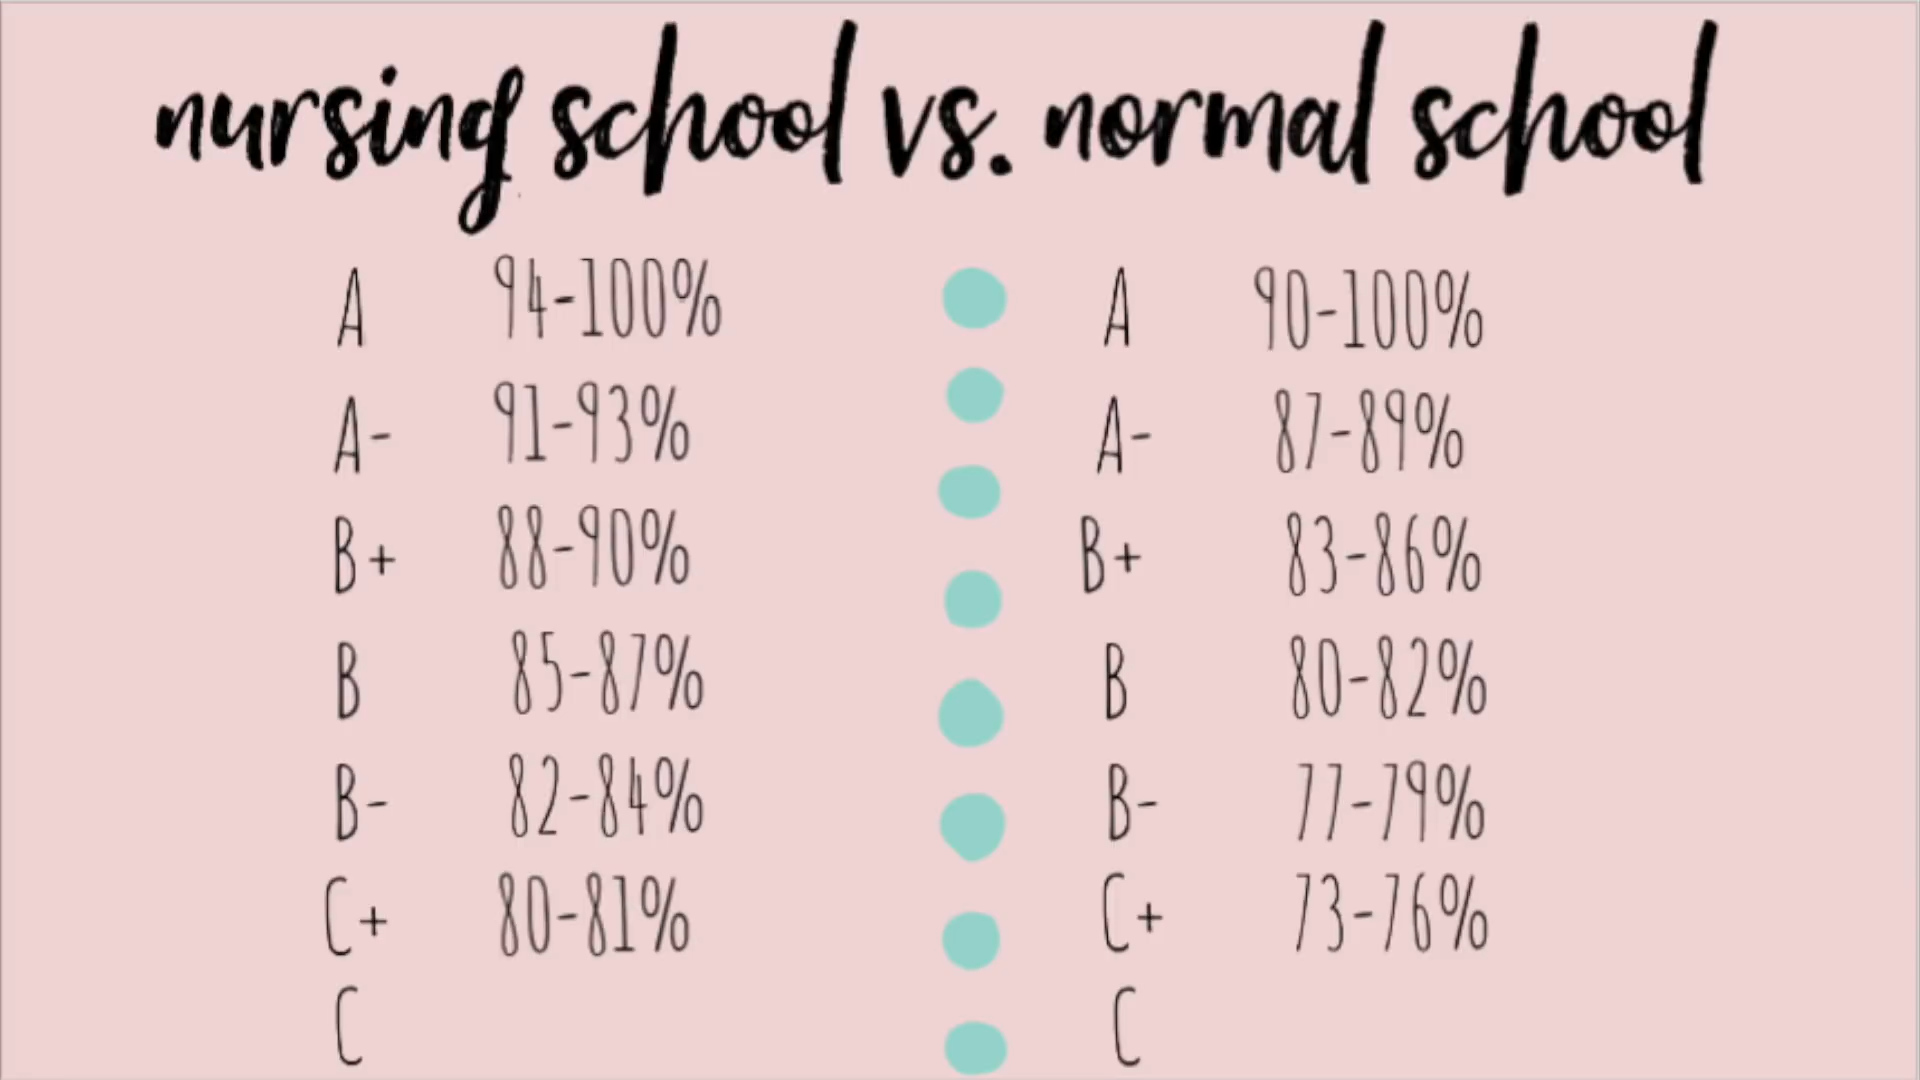 nursing school vs. normal school
A 94-100% A 90-100%
A- 91-93% A- 87-89%
B+ 88-90% B+ 83-86%
B 85-87% B 80-82%
B- 82-84% B- 77-79%
C+ 80-81% C+ 73-76%
C C